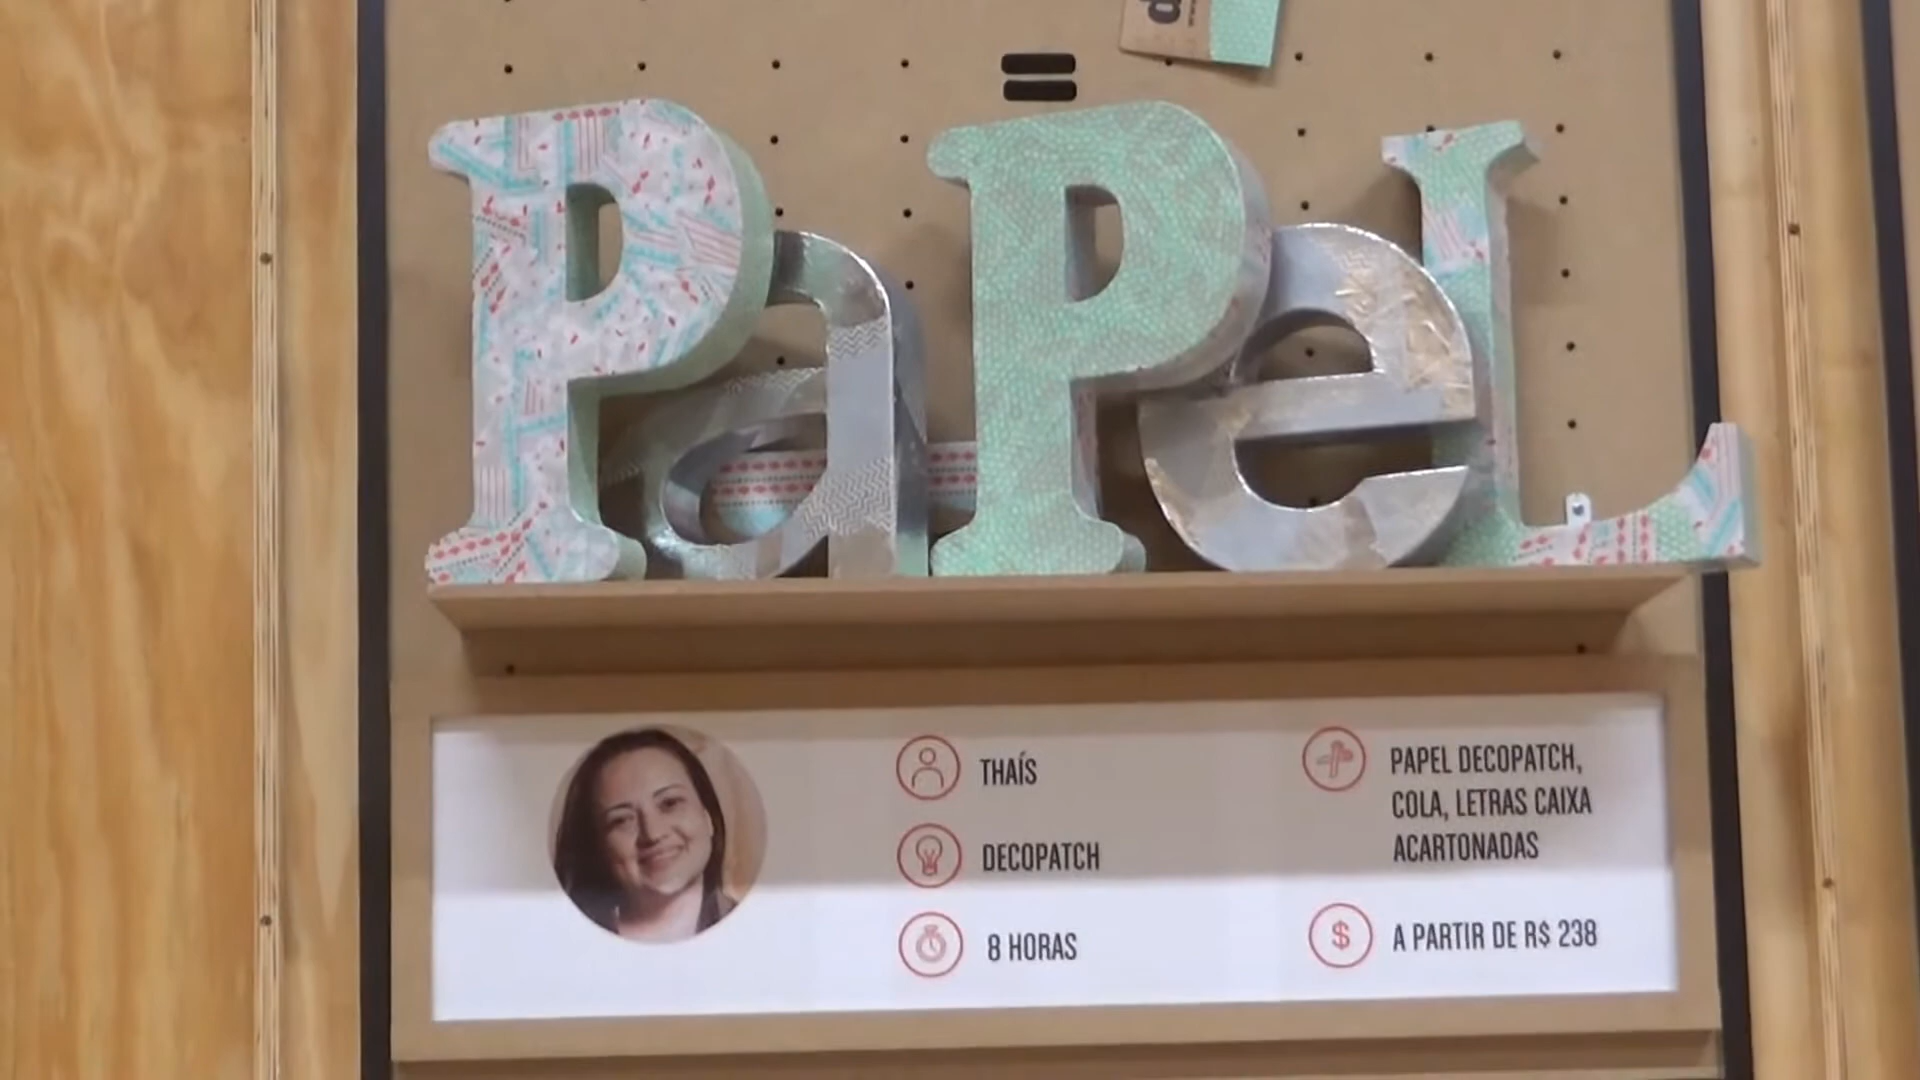 PaPeL
THAÍS
DECOPATCH
8 HORAS
PAPEL DECOPATCH,
COLA, LETRAS CAIXA
ACARTONADAS
$
A PARTIR DE R$ 238